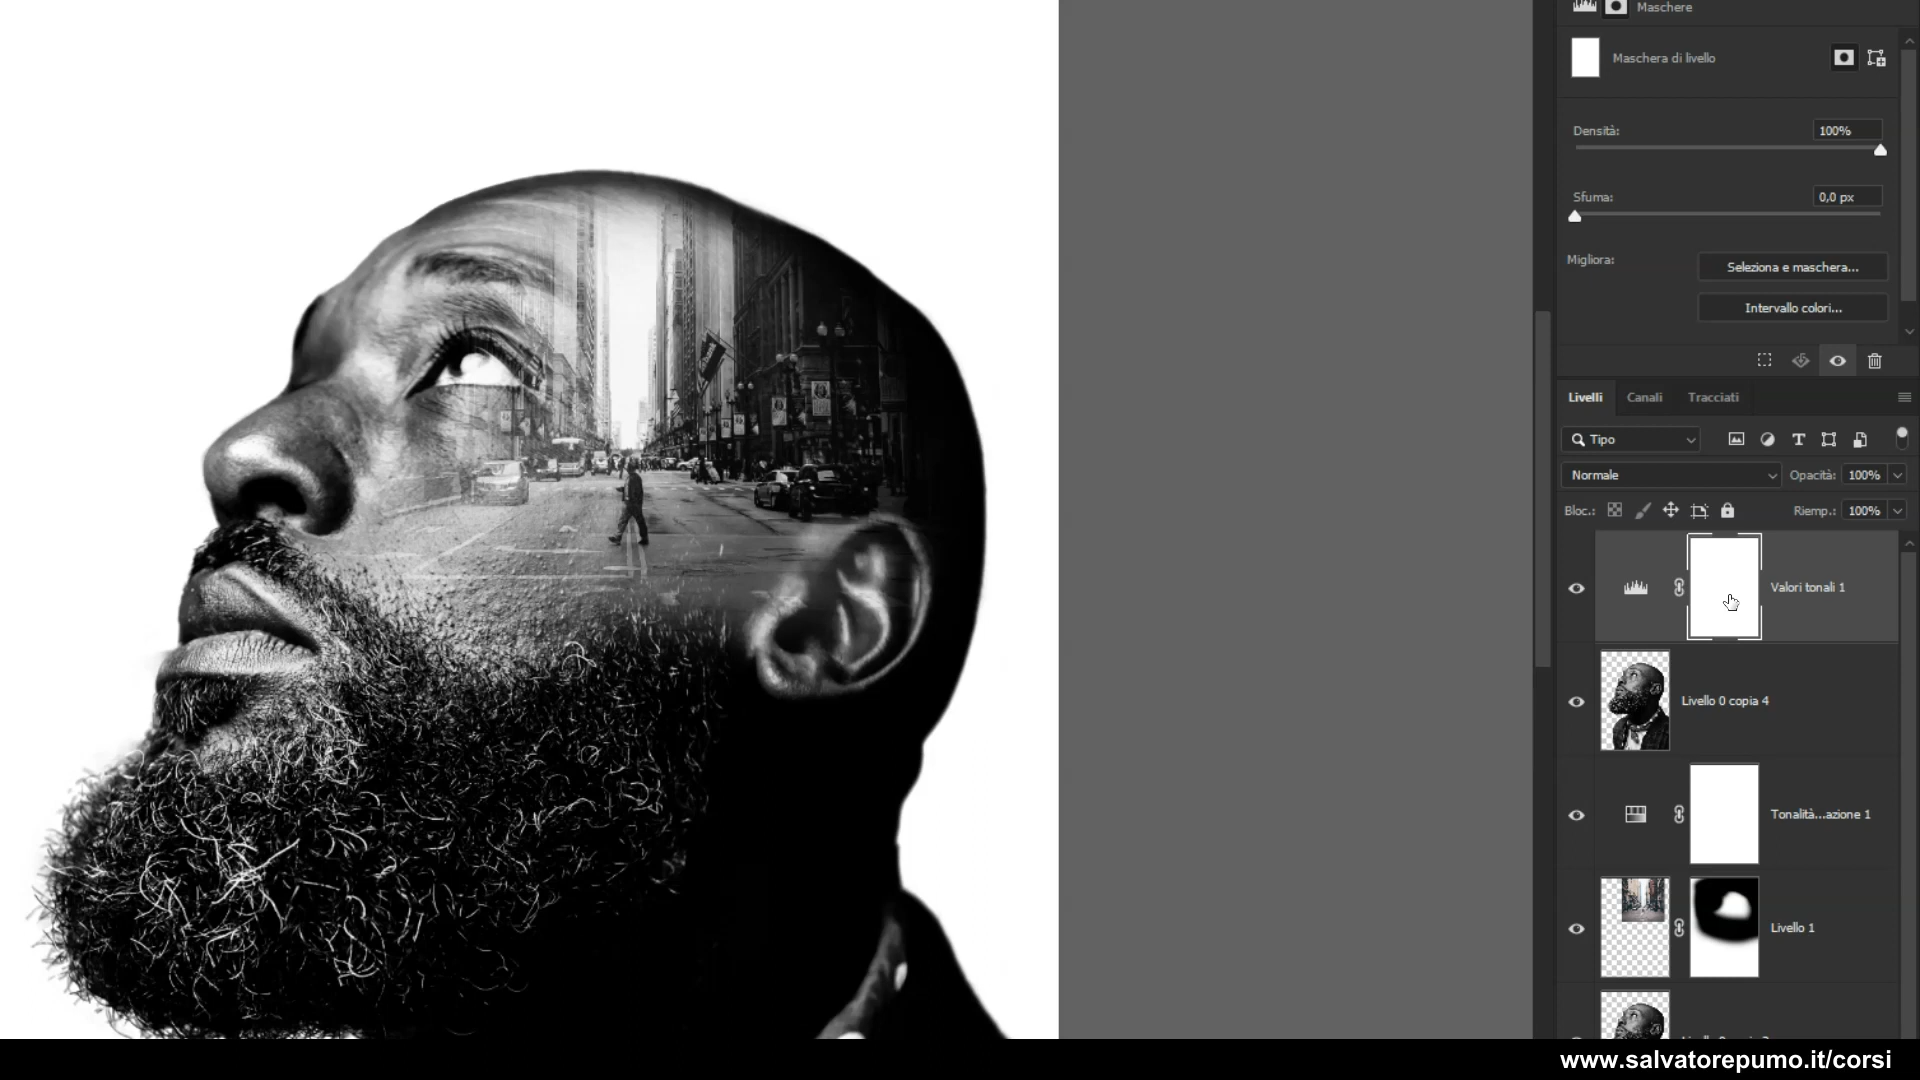 Maschere
Maschera di livello
Densità: 100%
Sfuma: 0,0 px
Migliora: Seleziona e maschera...
Intervallo colori...
Livelli Canali Tracciati
Tipo T
Normale Opacità: 100%
Bloc.: Riemp.: 100%
Valori tonali 1
Livello 0 copia 4
Tonalità...azione 1
Livello 1
www.salvatorepumo.it/corsi